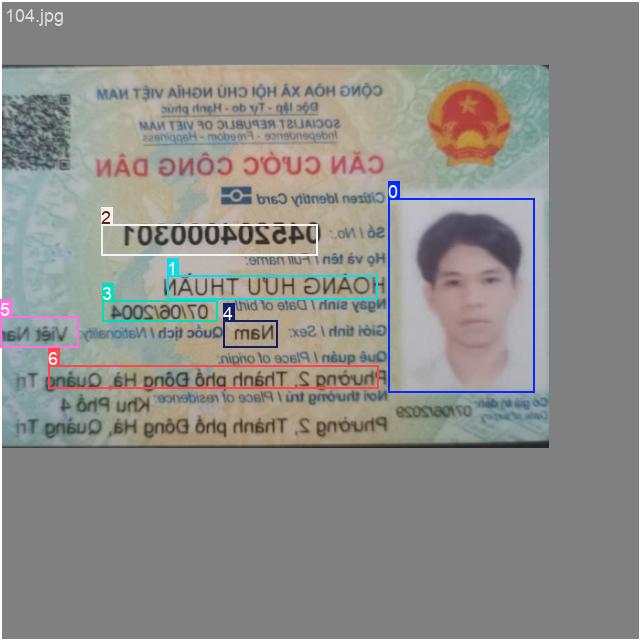 104.jpg
CỘNG HÒA XÃ HỘI CHỦ NGHĨA VIỆT NAM
Độc lập - Tự do - Hạnh phúc
SOCIALIST REPUBLIC OF VIET NAM
Independence - Freedom - Happiness
CĂN CƯỚC CÔNG DÂN
Citizen Identity Card
0
2
Số / No.: 045204000301
Họ và tên / Full name:
1
HOÀNG HỮU THUẬN
3
Ngày sinh / Date of birth: 07/06/2004
4
5
Giới tính / Sex: Nam Quốc tịch / Nationality: Việt Nam
Quê quán / Place of origin:
6
Phường 2, Thành phố Đông Hà, Quảng Trị
Nơi thường trú / Place of residence: Khu Phố 4
Phường 2, Thành phố Đông Hà, Quảng Trị
Có giá trị đến: 07/06/2029
Date of expiry